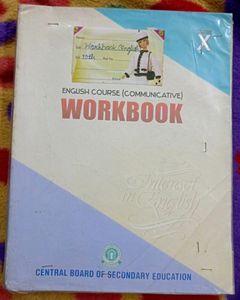 Workbook English
10th
X
ENGLISH COURSE (COMMUNICATIVE)
WORKBOOK
Interact
in English
CENTRAL BOARD OF SECONDARY EDUCATION